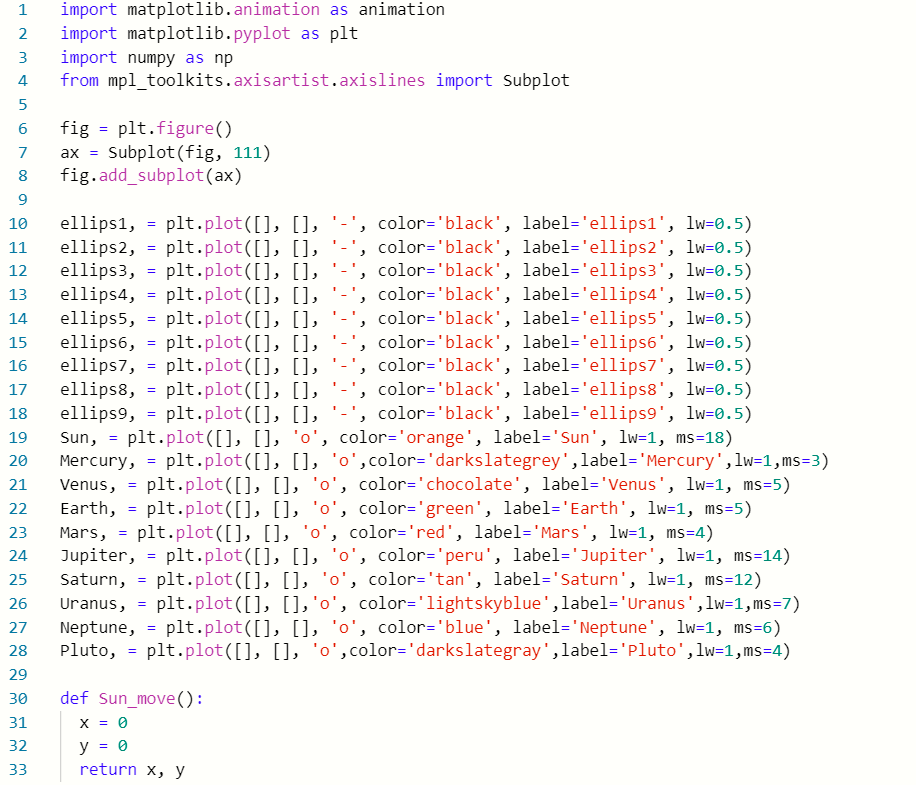 1 import matplotlib.animation as animation
2 import matplotlib.pyplot as plt
3 import numpy as np
4 from mpl_toolkits.axisartist.axislines import Subplot
5
6 fig = plt.figure()
7 ax = Subplot(fig, 111)
8 fig.add_subplot(ax)
9
10 ellips1, = plt.plot([], [], '-', color='black', label='ellips1', lw=0.5)
11 ellips2, = plt.plot([], [], '-', color='black', label='ellips2', lw=0.5)
12 ellips3, = plt.plot([], [], '-', color='black', label='ellips3', lw=0.5)
13 ellips4, = plt.plot([], [], '-', color='black', label='ellips4', lw=0.5)
14 ellips5, = plt.plot([], [], '-', color='black', label='ellips5', lw=0.5)
15 ellips6, = plt.plot([], [], '-', color='black', label='ellips6', lw=0.5)
16 ellips7, = plt.plot([], [], '-', color='black', label='ellips7', lw=0.5)
17 ellips8, = plt.plot([], [], '-', color='black', label='ellips8', lw=0.5)
18 ellips9, = plt.plot([], [], '-', color='black', label='ellips9', lw=0.5)
19 Sun, = plt.plot([], [], 'o', color='orange', label='Sun', lw=1, ms=18)
20 Mercury, = plt.plot([], [], 'o',color='darkslategrey',label='Mercury',lw=1,ms=3)
21 Venus, = plt.plot([], [], 'o', color='chocolate', label='Venus', lw=1, ms=5)
22 Earth, = plt.plot([], [], 'o', color='green', label='Earth', lw=1, ms=5)
23 Mars, = plt.plot([], [], 'o', color='red', label='Mars', lw=1, ms=4)
24 Jupiter, = plt.plot([], [], 'o', color='peru', label='Jupiter', lw=1, ms=14)
25 Saturn, = plt.plot([], [], 'o', color='tan', label='Saturn', lw=1, ms=12)
26 Uranus, = plt.plot([], [],'o', color='lightskyblue',label='Uranus',lw=1,ms=7)
27 Neptune, = plt.plot([], [], 'o', color='blue', label='Neptune', lw=1, ms=6)
28 Pluto, = plt.plot([], [], 'o',color='darkslategray',label='Pluto',lw=1,ms=4)
29
30 def Sun_move():
31   x = 0
32   y = 0
33   return x, y